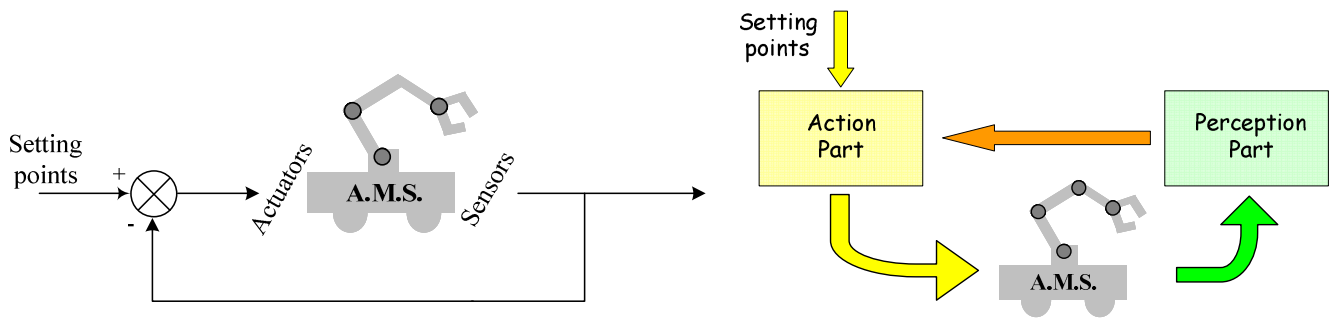 Setting
points
+
-
Actuators
A.M.S.
Sensors
Setting
points
Action
Part
Perception
Part
A.M.S.